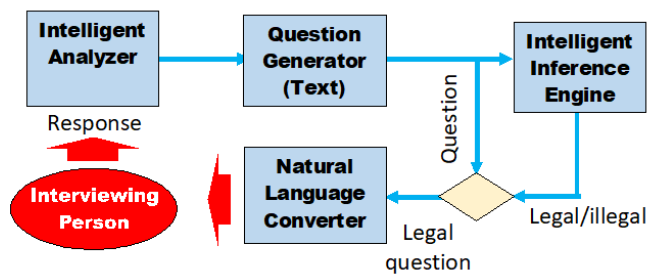 Intelligent
Analyzer
Question
Generator
(Text)
Intelligent
Inference
Engine
Response
Question
Interviewing
Person
Natural
Language
Converter
Legal/illegal
Legal
question